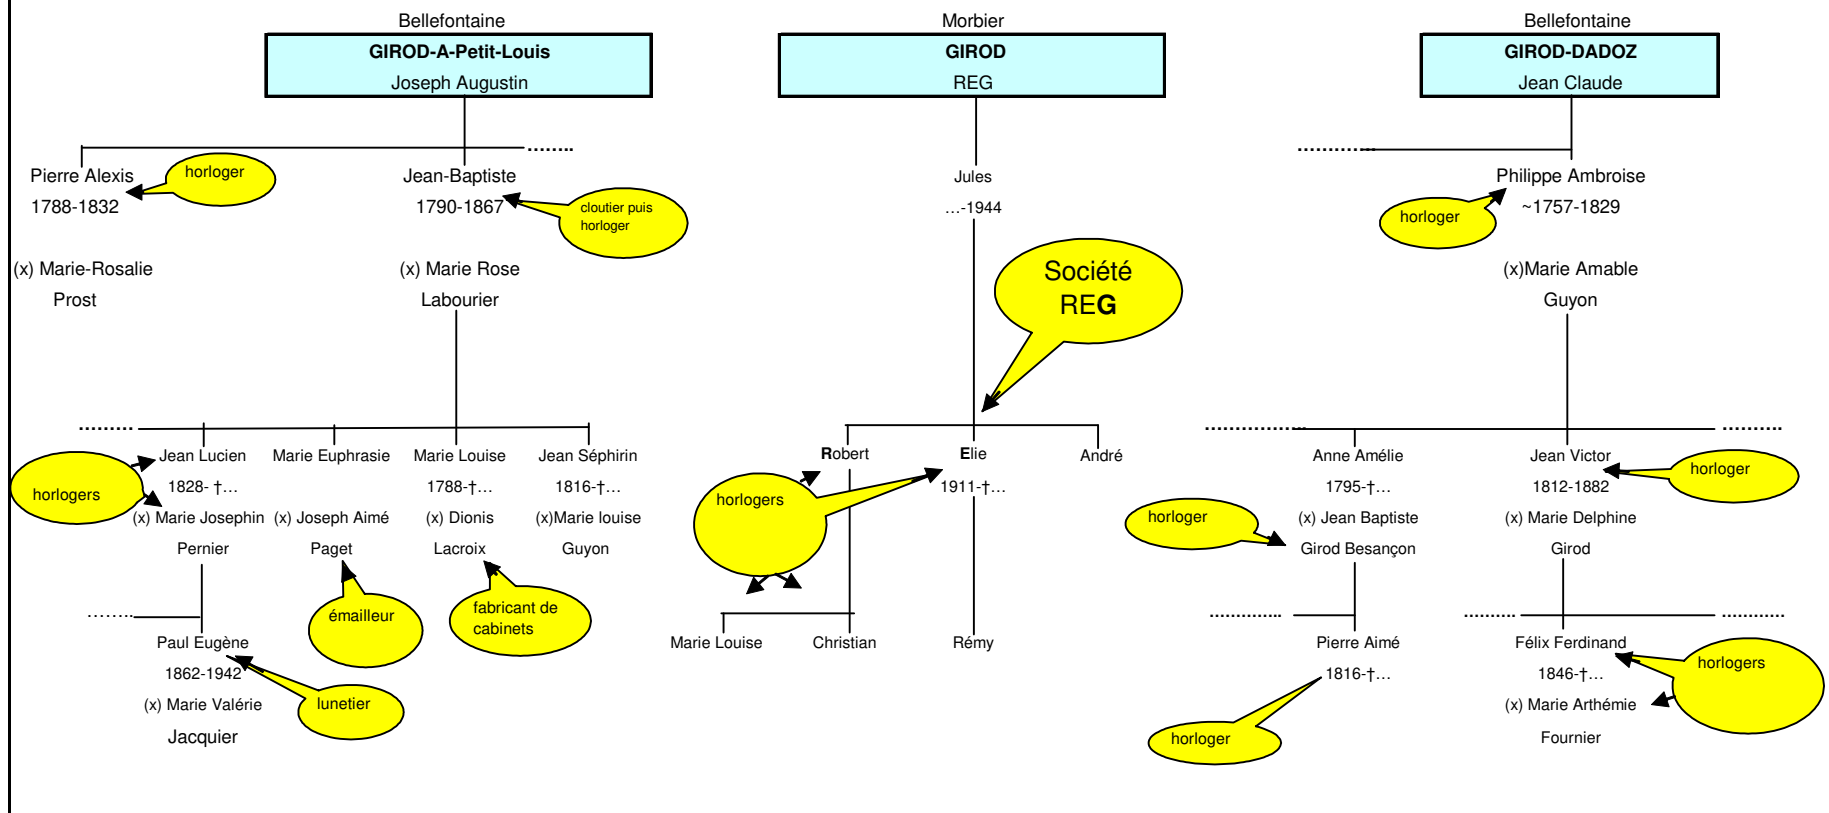 Bellefontaine
GIROD-A-Petit-Louis
Joseph Augustin
........
Pierre Alexis
1788-1832
horloger
(x) Marie-Rosalie
Prost
Jean-Baptiste
1790-1867
cloutier puis
horloger
(x) Marie Rose
Labourier
.........
horlogers
Jean Lucien
1828- †…
(x) Marie Josephin
Pernier
Marie Euphrasie
(x) Joseph Aimé
Paget
émailleur
Marie Louise
1788-†…
(x) Dionis
Lacroix
fabricant de
cabinets
Jean Séphirin
1816-†…
(x)Marie louise
Guyon
........
Paul Eugène
1862-1942
(x) Marie Valérie
Jacquier
lunetier
Morbier
GIROD
REG
Jules
…-1944
Société
REG
Robert
Elie
1911-†…
André
horlogers
Marie Louise
Christian
Rémy
Bellefontaine
GIROD-DADOZ
Jean Claude
.............
Philippe Ambroise
~1757-1829
horloger
(x)Marie Amable
Guyon
.................
..........
Anne Amélie
1795-†…
(x) Jean Baptiste
Girod Besançon
horloger
Jean Victor
1812-1882
(x) Marie Delphine
Girod
horloger
............
Pierre Aimé
1816-†…
horloger
..........
...........
Félix Ferdinand
1846-†…
(x) Marie Arthémie
Fournier
horlogers